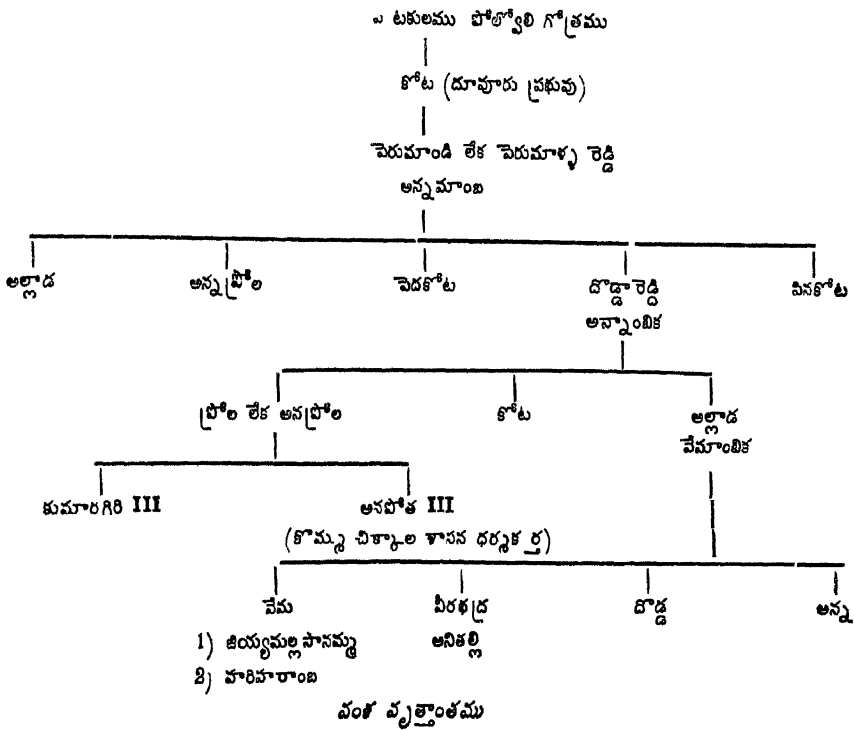 టకులము పోల్వోలి గోత్రము
కోట (దూవూరు ప్రభువు)
పెరుమాండి లేక పెరుమాళ్ళ రెడ్డి
అన్నమాంబ
అల్లాడ అన్నప్రోల పెదకోట దొడ్డారెడ్డి పినకోట
అన్నాంబిక
ప్రోల లేక అనప్రోల కోట అల్లాడ
వేమాంబిక
కుమారగిరి III అనపోత III
(కొమ్మ చిక్కాల శాసన ధర్మకర్త)
వేమ వీరభద్ర దొడ్డ అన్న
1) జియ్యమల్లసానమ్మ అనితల్లి
2) హరిహరాంబ
వంశ వృత్తాంతము